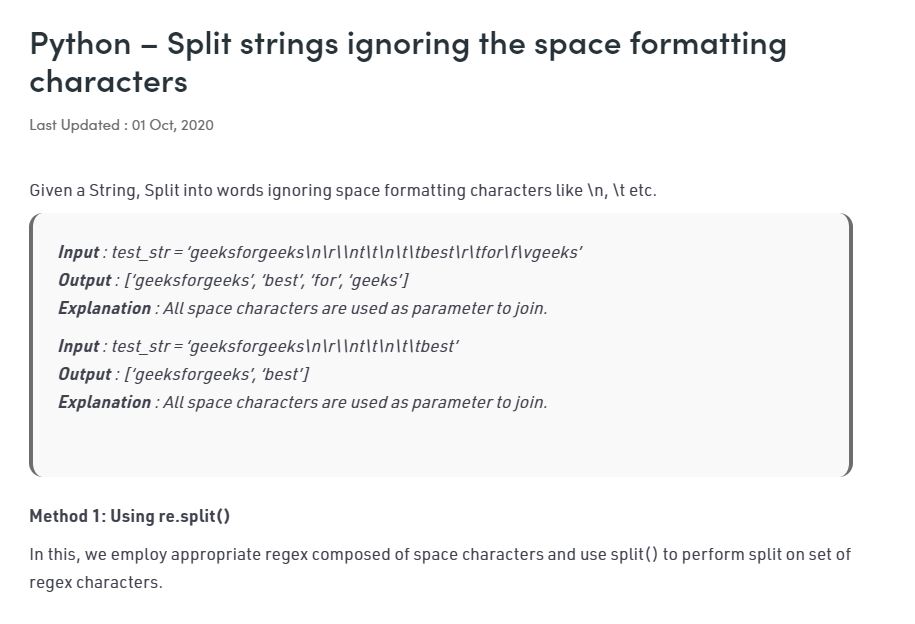 Python – Split strings ignoring the space formatting
characters
Last Updated : 01 Oct, 2020
Given a String, Split into words ignoring space formatting characters like \n, \t etc.
Input : test_str = ‘geeksforgeeks\n\r\\nt\t\n\t\tbest\r\tfor\f\vgeeks’
Output : [‘geeksforgeeks’, ‘best’, ‘for’, ‘geeks’]
Explanation : All space characters are used as parameter to join.
Input : test_str = ‘geeksforgeeks\n\r\\nt\t\n\t\tbest’
Output : [‘geeksforgeeks’, ‘best’]
Explanation : All space characters are used as parameter to join.
Method 1: Using re.split()
In this, we employ appropriate regex composed of space characters and use split() to perform split on set of
regex characters.